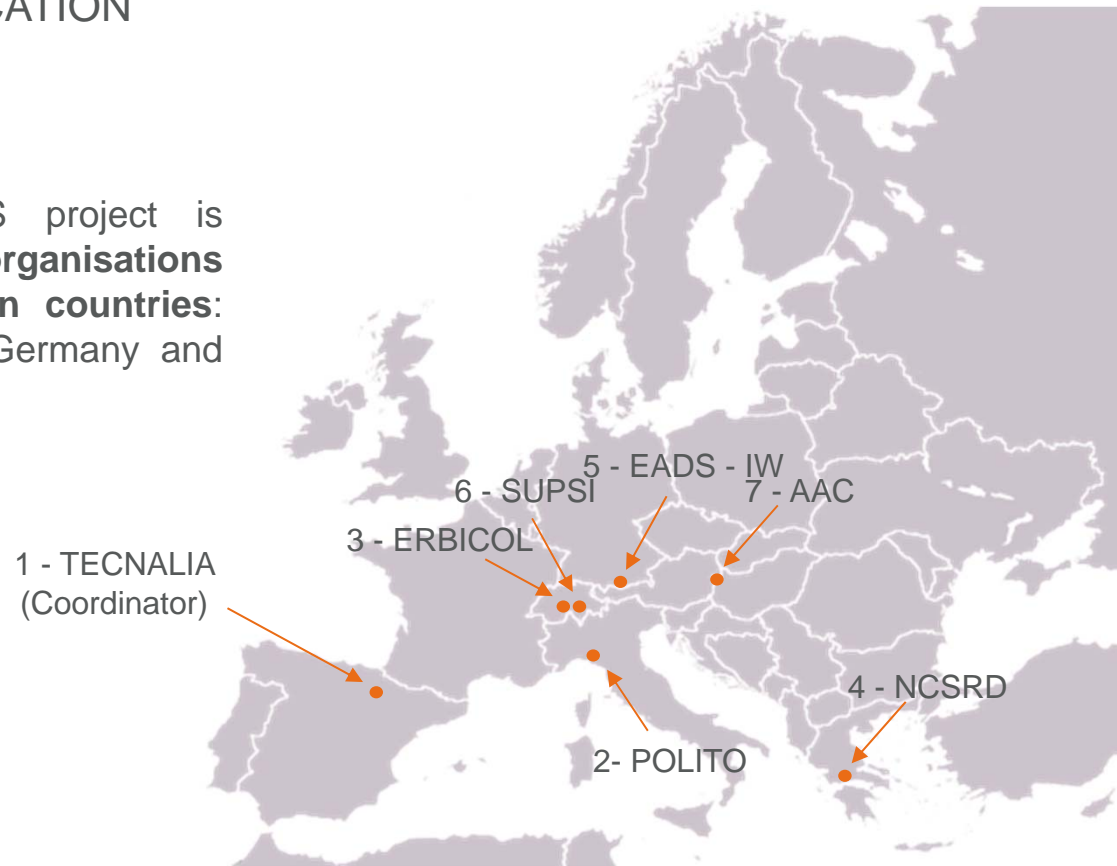 CATION
S project is
organisations
n countries:
Germany and
5 - EADS - IW
6 - SUPSI
7 - AAC
3 - ERBICOL
1 - TECNALIA
(Coordinator)
4 - NCSRD
2- POLITO